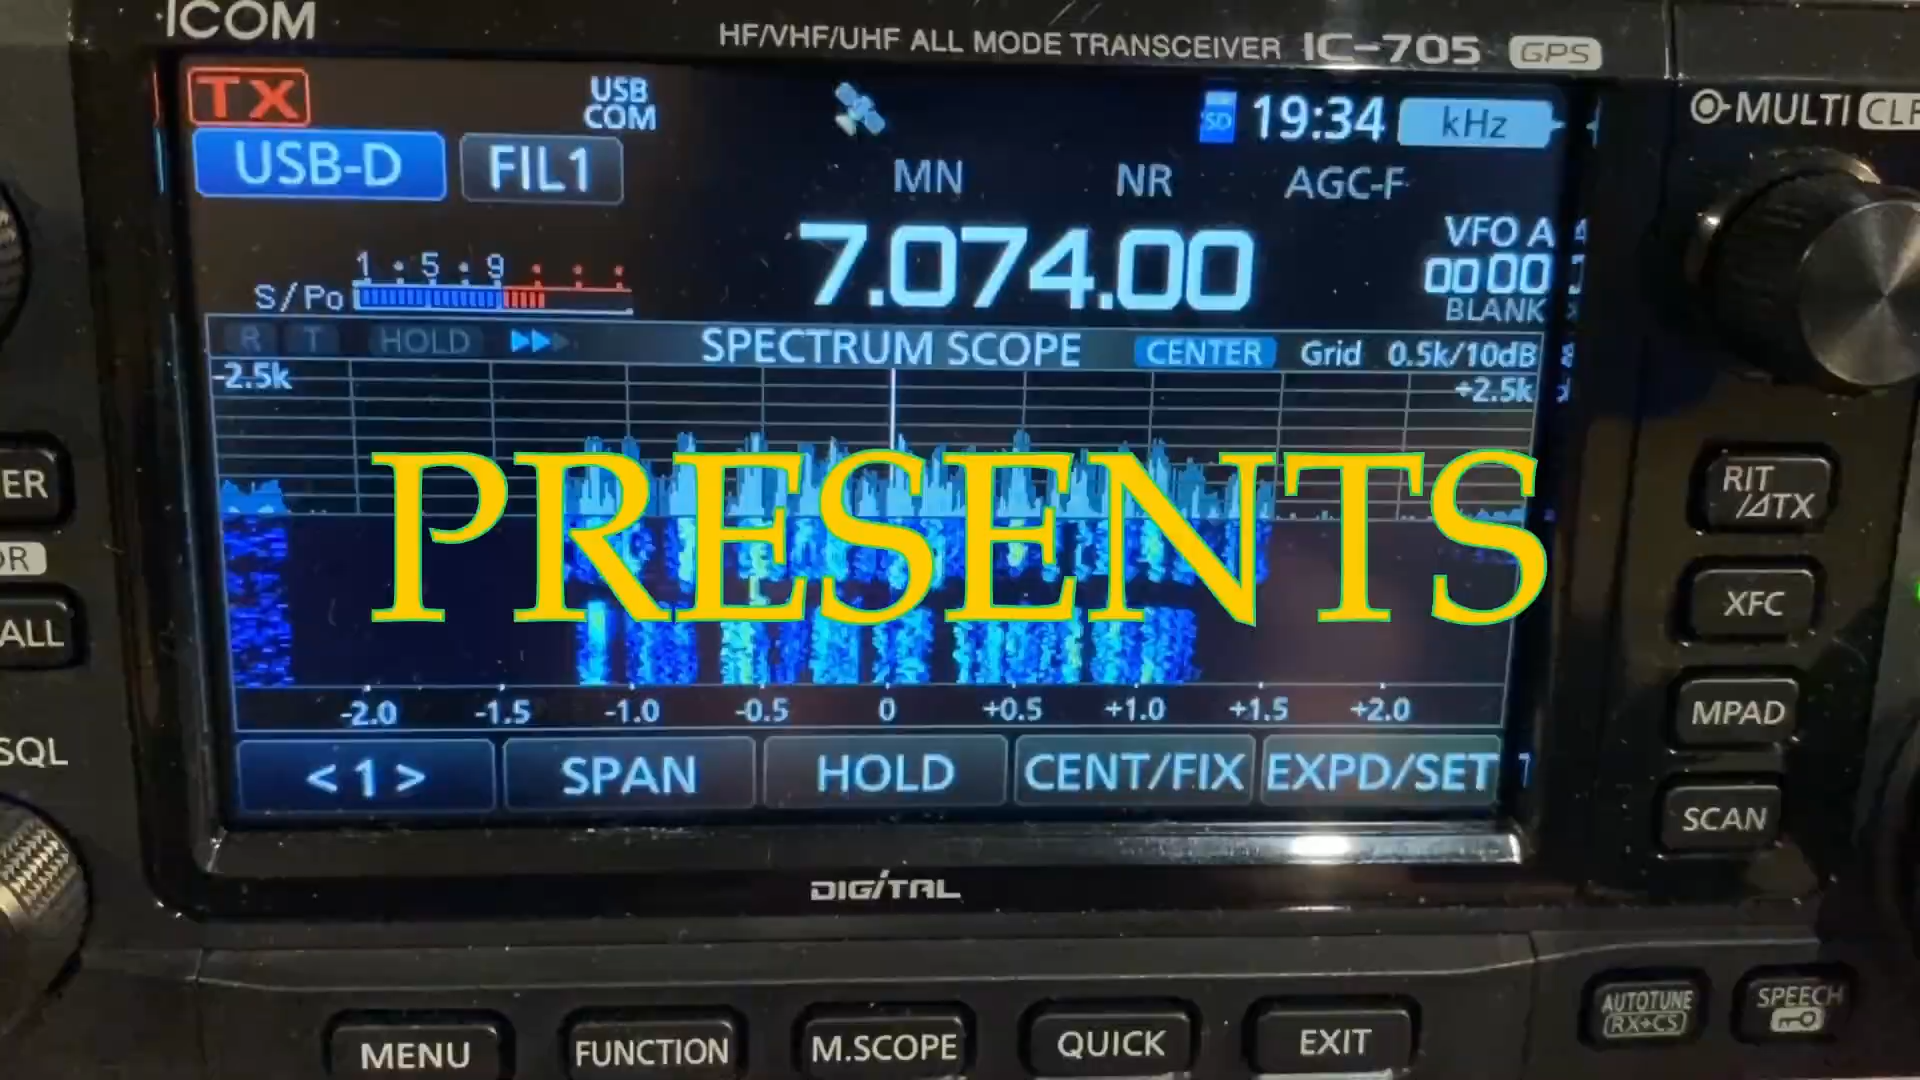 ICOM
HF/VHF/UHF ALL MODE TRANSCEIVER IC-705 GPS
TX
USB
COM
SD
19:34
kHz
MULTI
USB-D
FIL1
MN
NR
AGC-F
7.074.00
VFO A
00 00
BLANK
1 • 5 • 9
S/Po
R T HOLD
SPECTRUM SCOPE
CENTER
Grid 0.5k/10dB
-2.5k
+2.5k
PRESENTS
-2.0 -1.5 -1.0 -0.5 0 +0.5 +1.0 +1.5 +2.0
<1>
SPAN
HOLD
CENT/FIX
EXPD/SET
SQL
RIT
/⊿TX
XFC
MPAD
SCAN
DIGITAL
MENU
FUNCTION
M.SCOPE
QUICK
EXIT
AUTOTUNE
RX→CS
SPEECH